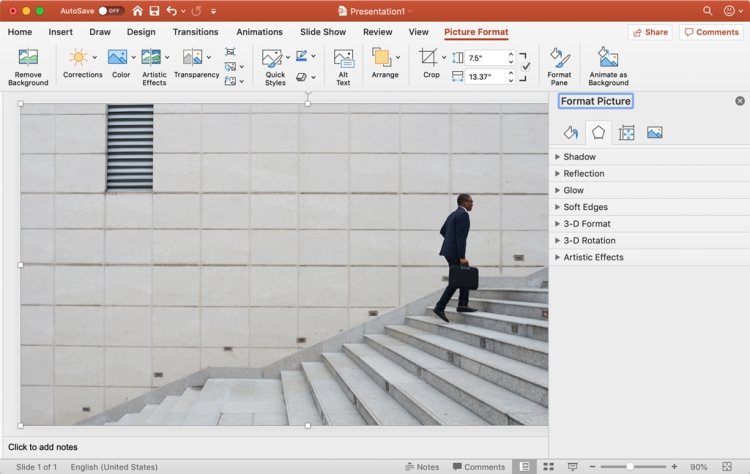 AutoSave OFF Presentation1
Home Insert Draw Design Transitions Animations Slide Show Review View Picture Format Share Comments
Remove Background
Corrections
Color
Artistic Effects
Transparency
Quick Styles
Alt Text
Arrange
Crop
7.5"
13.37"
Format Pane
Animate as Background
Format Picture
Shadow
Reflection
Glow
Soft Edges
3-D Format
3-D Rotation
Artistic Effects
Click to add notes
Slide 1 of 1 English (United States) Notes Comments 90%